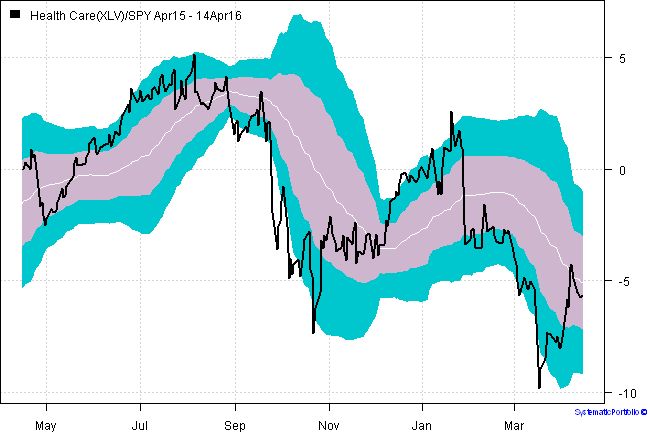 Health Care(XLV)/SPY Apr15 - 14Apr16
5
0
-5
-10
May Jul Sep Nov Jan Mar
SystematicPortfolio ©